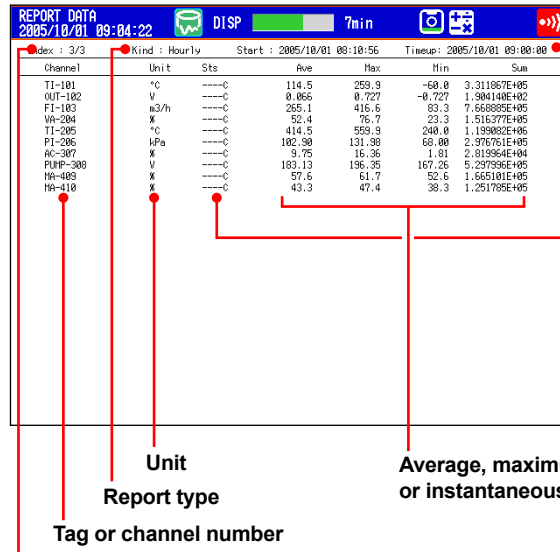 REPORT DATA
2005/10/01 09:04:22 DISP 7min
Index : 3/3 Kind : Hourly Start : 2005/10/01 08:10:56 Timeup: 2005/10/01 09:00:00
Channel Unit Sts Ave Max Min Sum
TI-101 °C ----C 114.5 259.9 -60.0 3.311867E+05
OUT-102 V ----C 0.066 0.727 -0.727 1.904140E+02
FI-103 m3/h ----C 265.1 416.6 83.3 7.668885E+05
VA-204 % ----C 52.4 76.7 23.3 1.516377E+05
TI-205 °C ----C 414.5 559.9 240.0 1.199082E+06
PI-206 kPa ----C 102.90 131.98 68.00 2.976761E+05
AC-307 % ----C 9.75 16.36 1.81 2.819964E+04
PUMP-308 V ----C 183.13 196.35 167.26 5.297996E+05
MA-409 % ----C 57.6 61.7 52.6 1.665101E+05
MA-410 % ----C 43.3 47.4 38.3 1.251785E+05
Unit
Average, maxim
or instantaneous
Report type
Tag or channel number